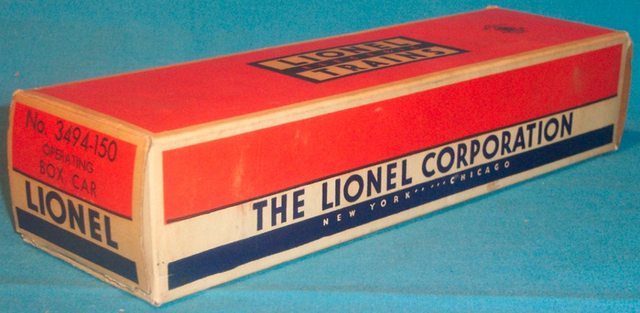 LIONEL
TRAINS
No. 3494-150
OPERATING
BOX CAR
LIONEL
THE LIONEL CORPORATION
NEW YORK CHICAGO